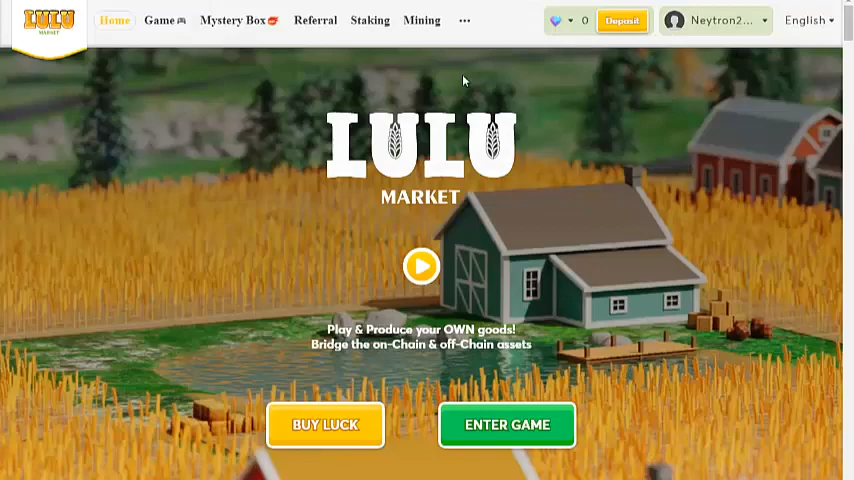 LULU
MARKET
Home Game Mystery Box Referral Staking Mining ••• 0 Deposit Neytron2... English
LULU
MARKET
Play & Produce your OWN goods!
Bridge the on-Chain & off-Chain assets
BUY LUCK ENTER GAME